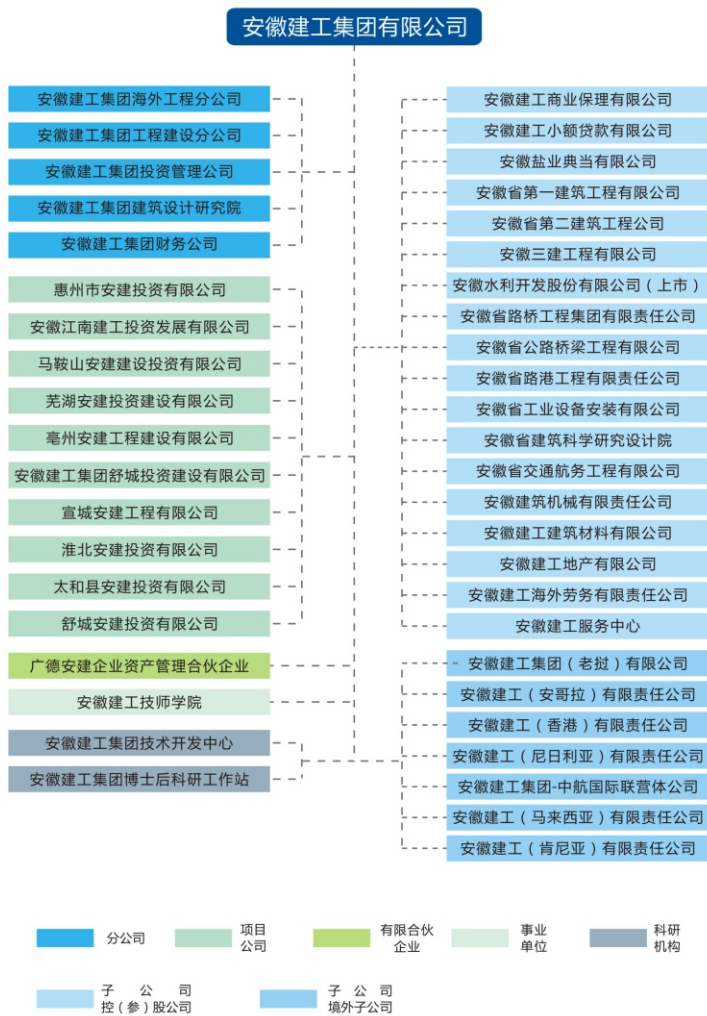 安徽建工集团有限公司
安徽建工集团海外工程分公司
安徽建工集团工程建设分公司
安徽建工集团投资管理公司
安徽建工集团建筑设计研究院
安徽建工集团财务公司
惠州市安建投资有限公司
安徽江南建工投资发展有限公司
马鞍山安建建设投资有限公司
芜湖安建投资建设有限公司
亳州安建工程建设有限公司
安徽建工集团舒城投资建设有限公司
宣城安建工程有限公司
淮北安建投资有限公司
太和县安建投资有限公司
舒城安建投资有限公司
广德安建企业资产管理合伙企业
安徽建工技师学院
安徽建工集团技术开发中心
安徽建工集团博士后科研工作站
安徽建工商业保理有限公司
安徽建工小额贷款有限公司
安徽盐业典当有限公司
安徽省第一建筑工程有限公司
安徽省第二建筑工程公司
安徽三建工程有限公司
安徽水利开发股份有限公司（上市）
安徽省路桥工程集团有限责任公司
安徽省公路桥梁工程有限公司
安徽省路港工程有限责任公司
安徽省工业设备安装有限公司
安徽省建筑科学研究设计院
安徽省交通航务工程有限公司
安徽建筑机械有限责任公司
安徽建工建筑材料有限公司
安徽建工地产有限公司
安徽建工海外劳务有限责任公司
安徽建工服务中心
安徽建工集团（老挝）有限公司
安徽建工（安哥拉）有限责任公司
安徽建工（香港）有限责任公司
安徽建工（尼日利亚）有限责任公司
安徽建工集团-中航国际联营体公司
安徽建工（马来西亚）有限责任公司
安徽建工（肯尼亚）有限责任公司
分公司
项目
公司
有限合伙
企业
事业
单位
科研
机构
子公司
控（参）股公司
子公司
境外子公司